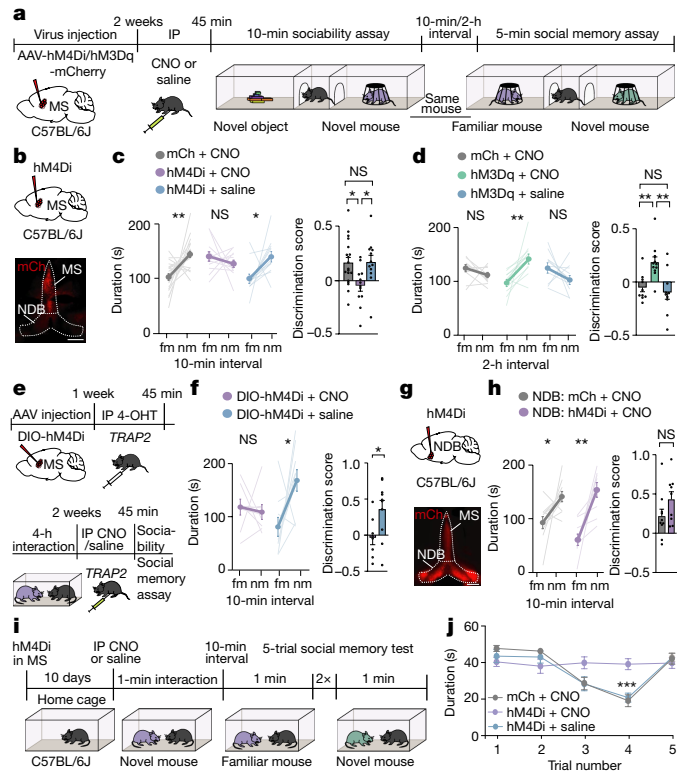 a
2 weeks
45 min
10-min/2-h
Virus injection
IP
10-min sociability assay
interval
5-min social memory assay
AAV-hM4Di/hM3Dq
-mCherry
CNO or
saline
MS
C57BL/6J
Same
mouse
Novel object
Novel mouse
Familiar mouse
Novel mouse
b
hM4Di
MS
C57BL/6J
mCh
MS
NDB
c
mCh + CNO
hM4Di + CNO
hM4Di + saline
Duration (s)
200
100
0
**
NS
*
fm nm fm nm fm nm
10-min interval
Discrimination score
0.5
0
–0.5
NS
* *
d
mCh + CNO
hM3Dq + CNO
hM3Dq + saline
Duration (s)
200
100
0
NS
**
NS
fm nm fm nm fm nm
2-h interval
Discrimination score
0.5
0
–0.5
NS
** **
e
1 week
45 min
AAV injection
IP 4-OHT
DIO-hM4Di
TRAP2
MS
2 weeks
45 min
4-h
interaction
IP CNO
/saline
Socia-
bility
TRAP2
Social
memory
assay
f
DIO-hM4Di + CNO
DIO-hM4Di + saline
Duration (s)
200
100
0
NS
*
fm nm fm nm
10-min interval
Discrimination score
1.0
0.5
0
–0.5
*
g
hM4Di
NDB
C57BL/6J
mCh
MS
NDB
h
NDB: mCh + CNO
NDB: hM4Di + CNO
Duration (s)
200
100
0
*
**
fm nm fm nm
10-min interval
Discrimination score
1.0
0.5
0
–0.5
NS
i
hM4Di
in MS
IP CNO
or saline
10-min
interval
5-trial social memory test
10 days
1-min interaction
1 min
2×
1 min
Home cage
C57BL/6J
Novel mouse
Familiar mouse
Novel mouse
j
Duration (s)
60
40
20
0
***
mCh + CNO
hM4Di + CNO
hM4Di + saline
1 2 3 4 5
Trial number